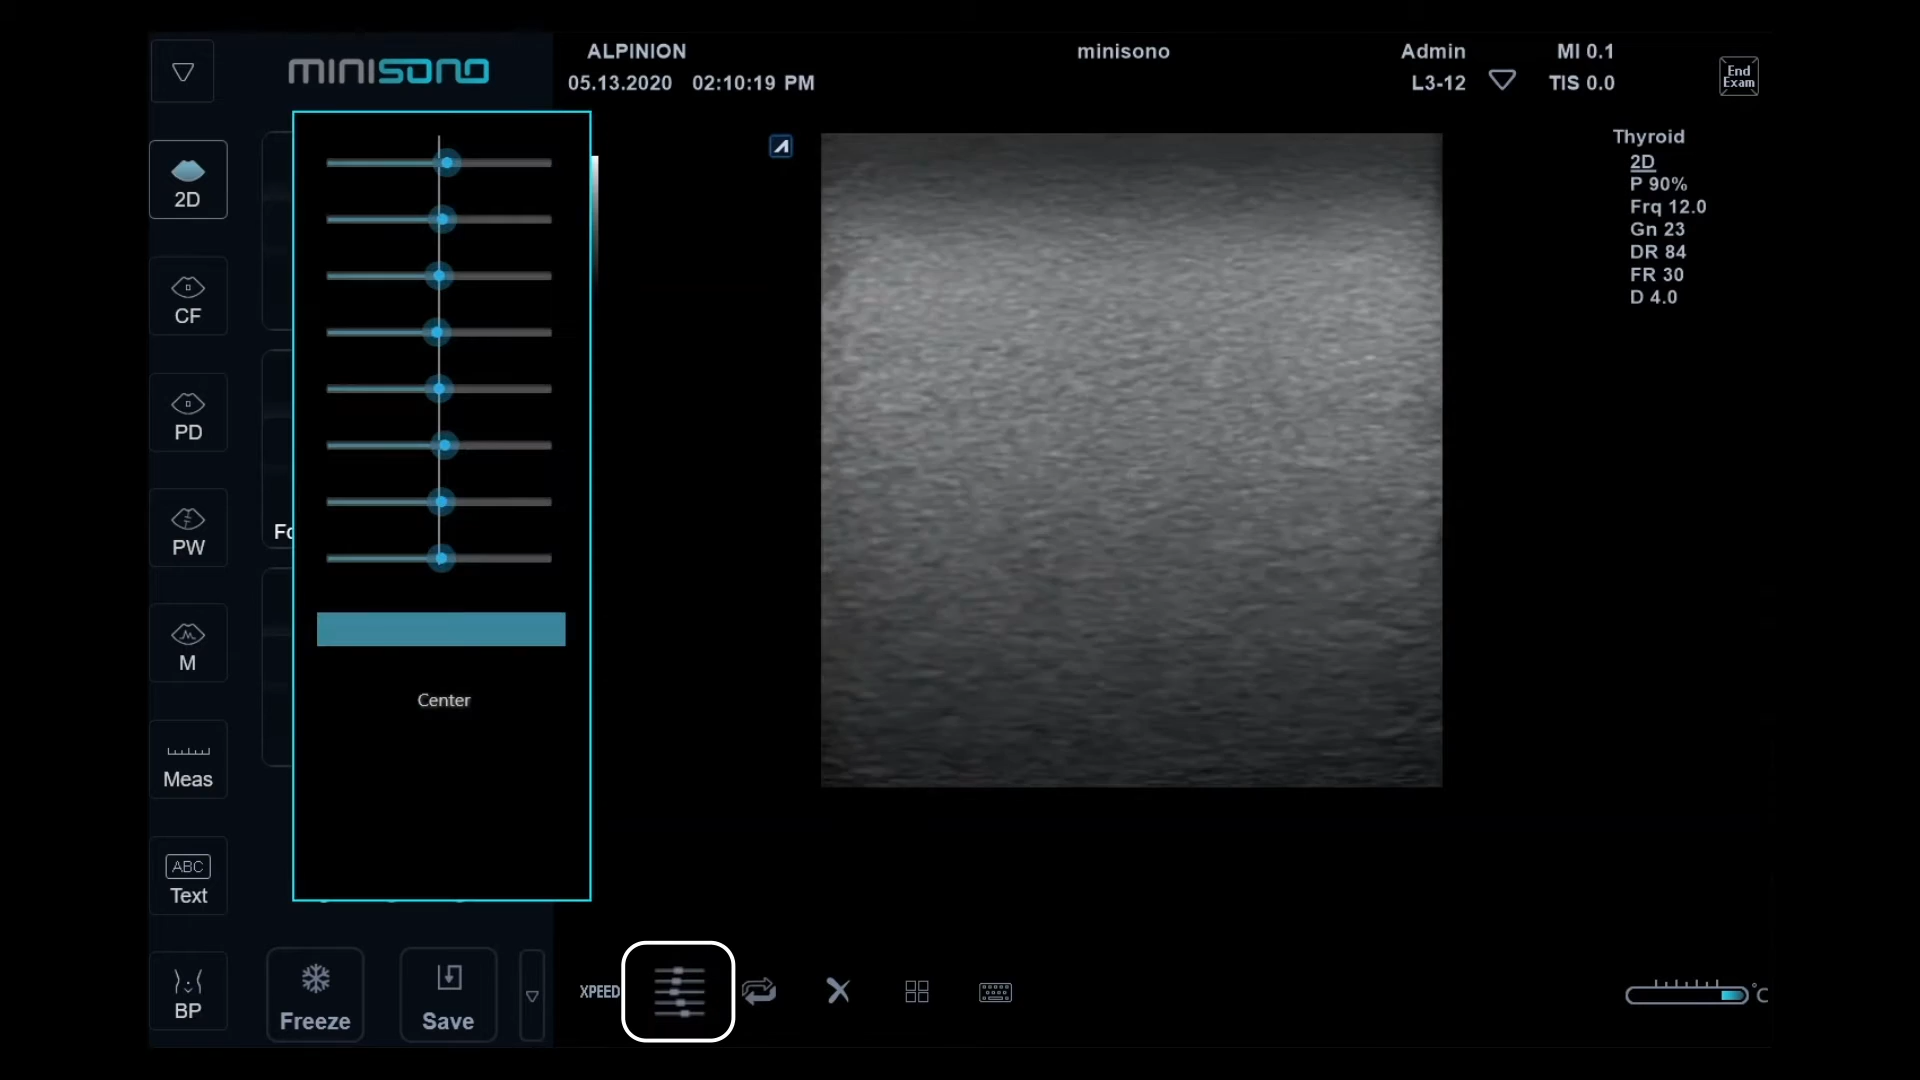 minisono
ALPINION
minisono
Admin
MI 0.1
05.13.2020 02:10:19 PM
L3-12
TIS 0.0
End
Exam
Thyroid
2D
P 90%
Frq 12.0
Gn 23
DR 84
FR 30
D 4.0
2D
CF
PD
PW
M
Meas
ABC
Text
BP
Fo
Center
Freeze
Save
XPEED
°C